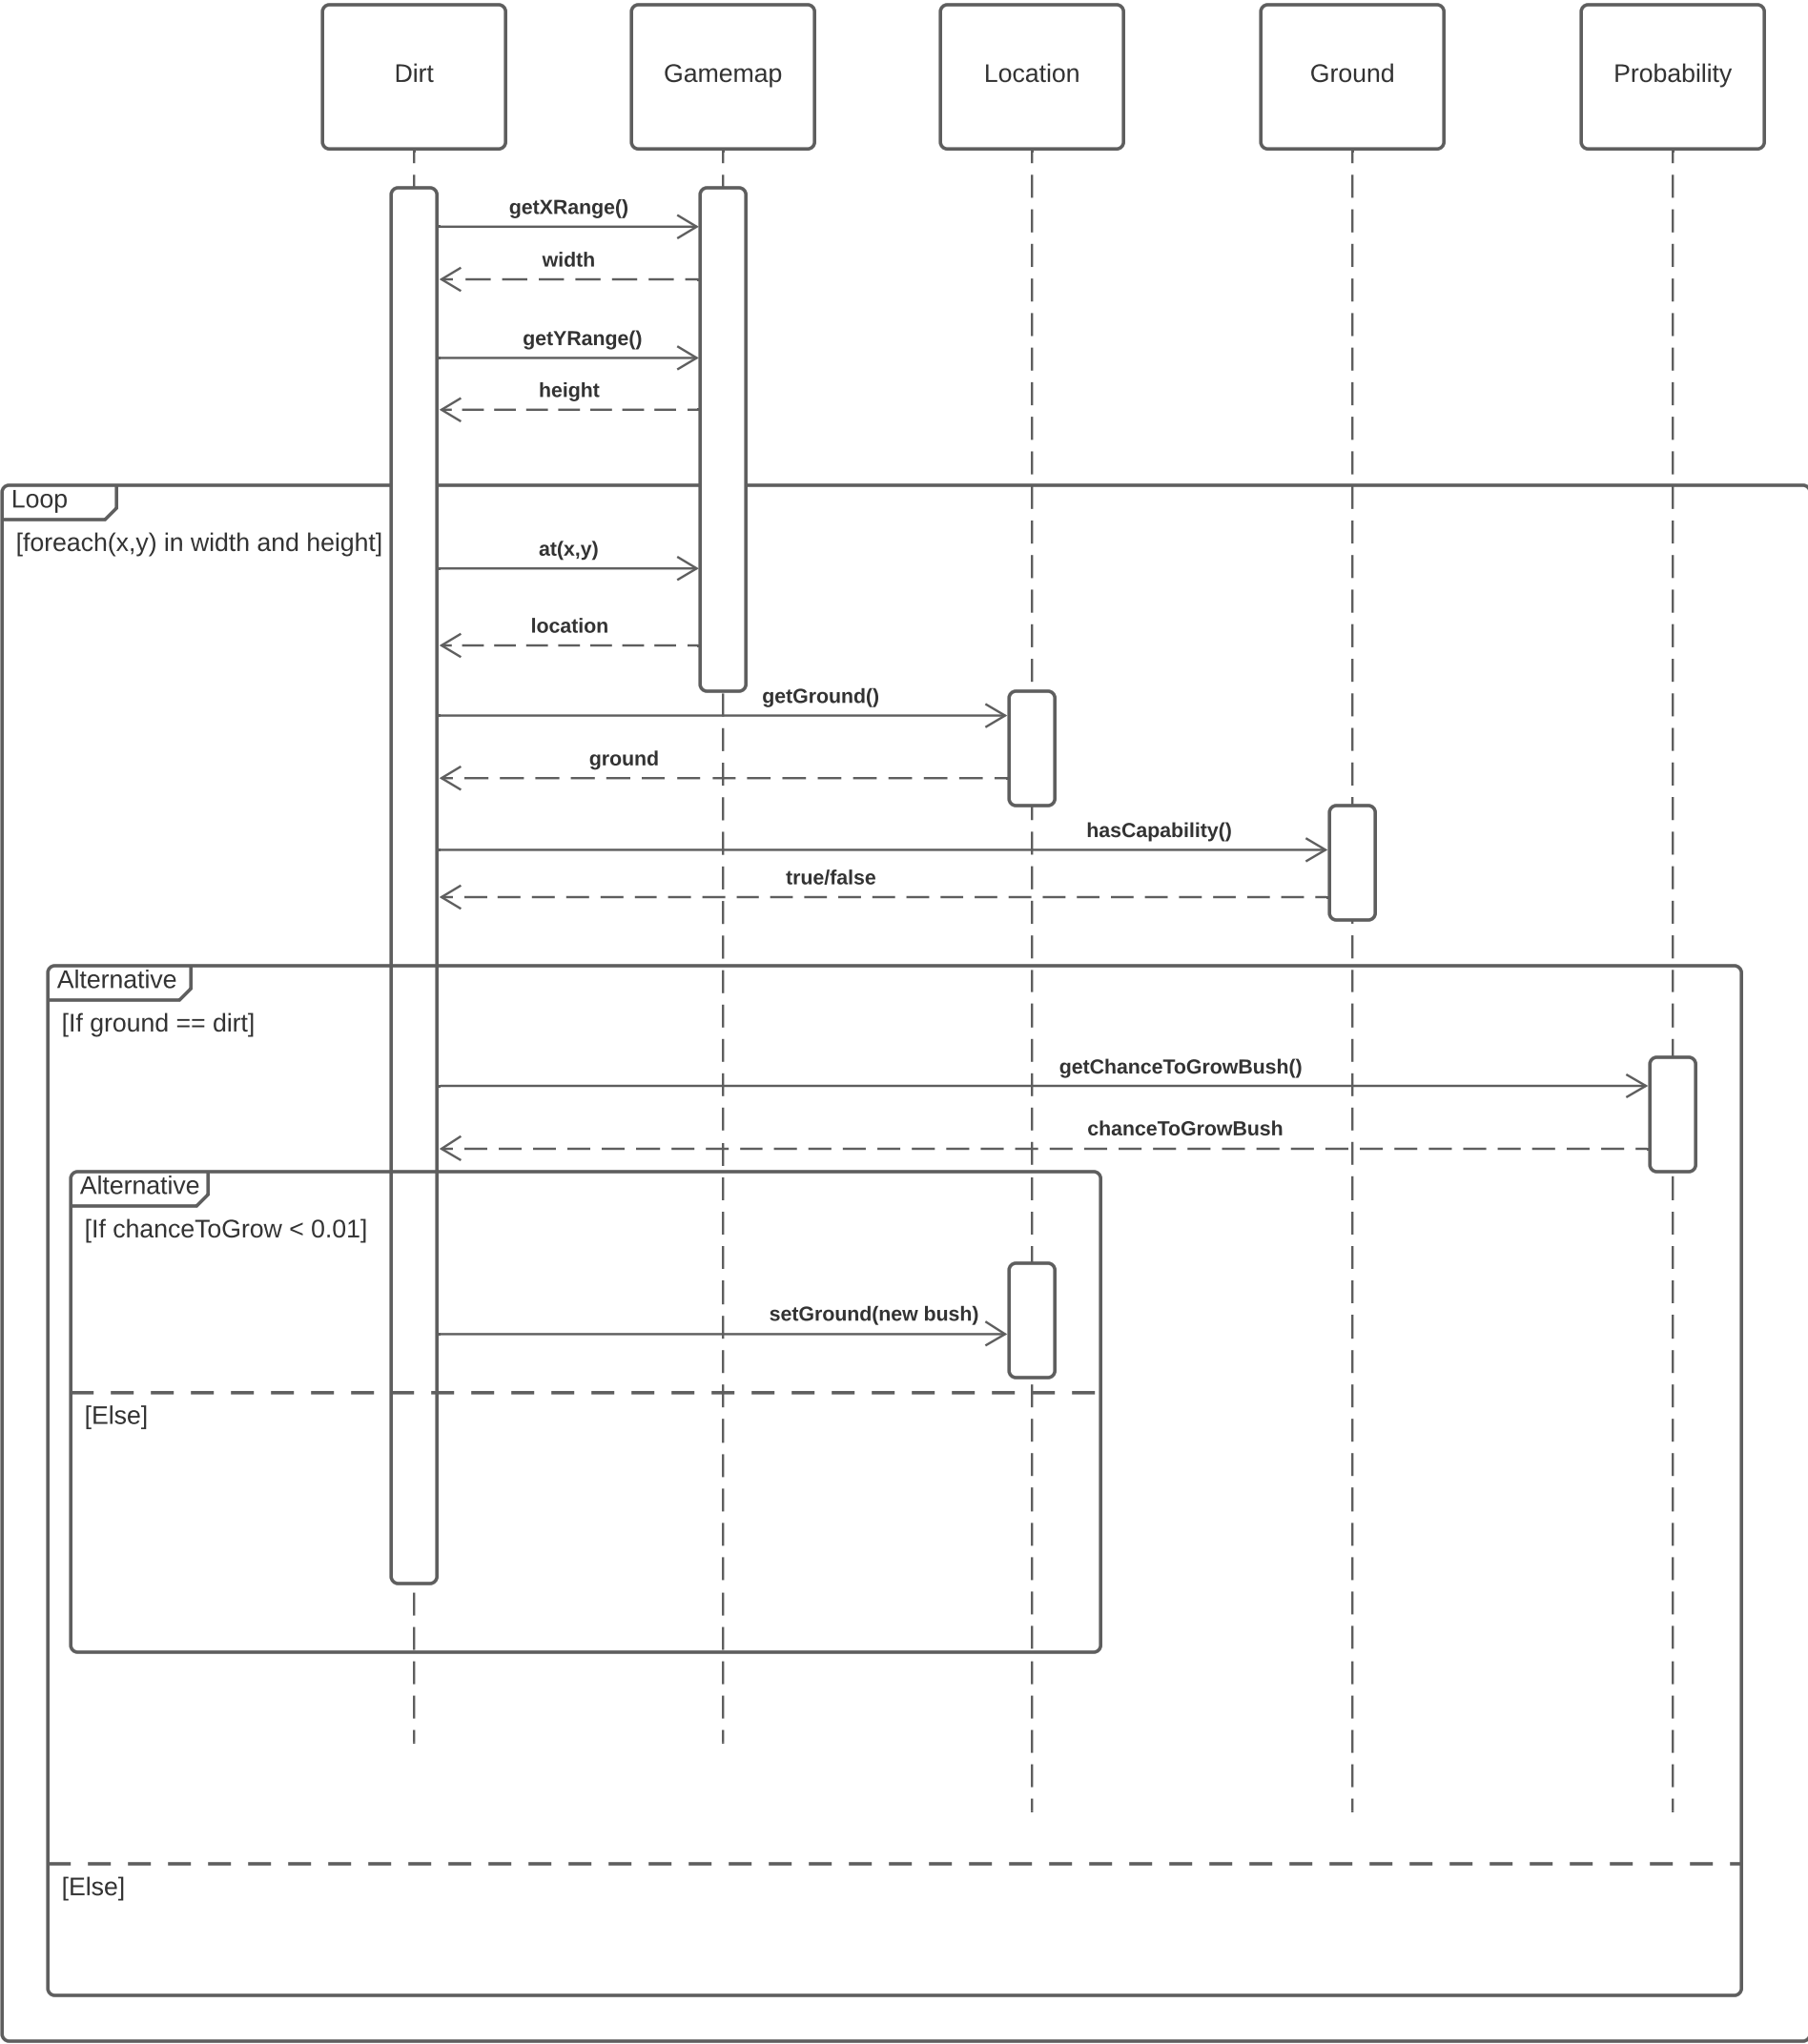 Dirt
Gamemap
Location
Ground
Probability
getXRange()
width
getYRange()
height
Loop
[foreach(x,y) in width and height]
at(x,y)
location
getGround()
ground
hasCapability()
true/false
Alternative
[If ground == dirt]
getChanceToGrowBush()
chanceToGrowBush
Alternative
[If chanceToGrow < 0.01]
setGround(new bush)
[Else]
[Else]